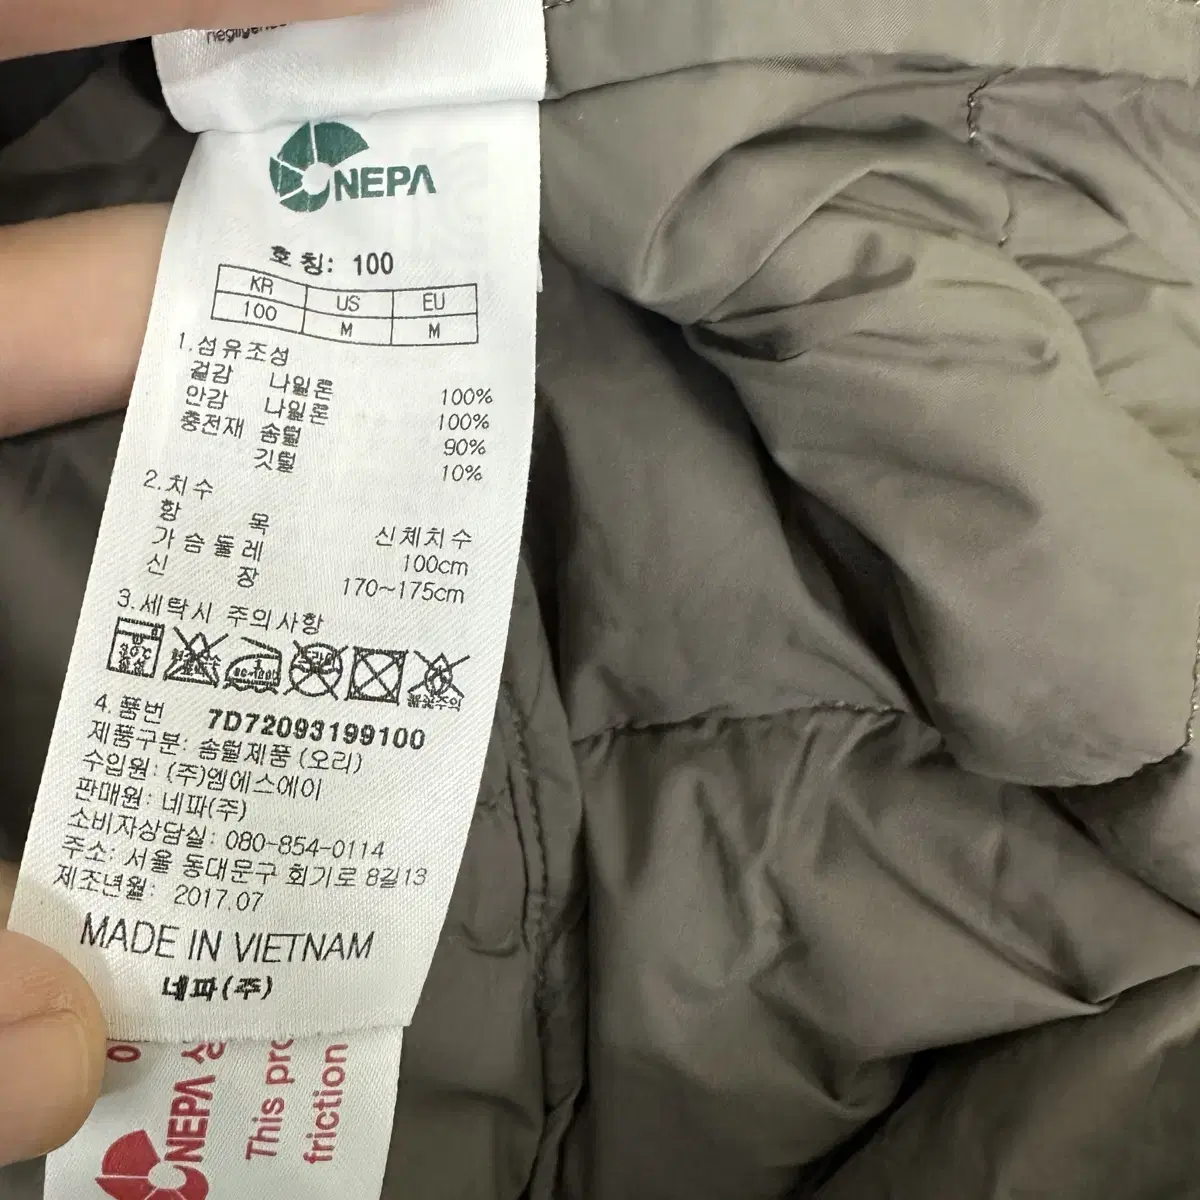 negligence
NEPA
호칭: 100
KR US EU
100 M M
1.섬유조성
겉감 나일론 100%
안감 나일론 100%
충전재 솜털 90%
깃털 10%
2.치수
항 목 신체치수
가슴둘레 100cm
신 장 170~175cm
3.세탁시 주의사항
4.품번 7D72093199100
제품구분: 솜털제품 (오리)
수입원: (주)엠에스에이
판매원: 네파(주)
소비자상담실: 080-854-0114
주소: 서울 동대문구 회기로 8길13
제조년월: 2017.07
MADE IN VIETNAM
네파(주)
NEPA
This pro
friction